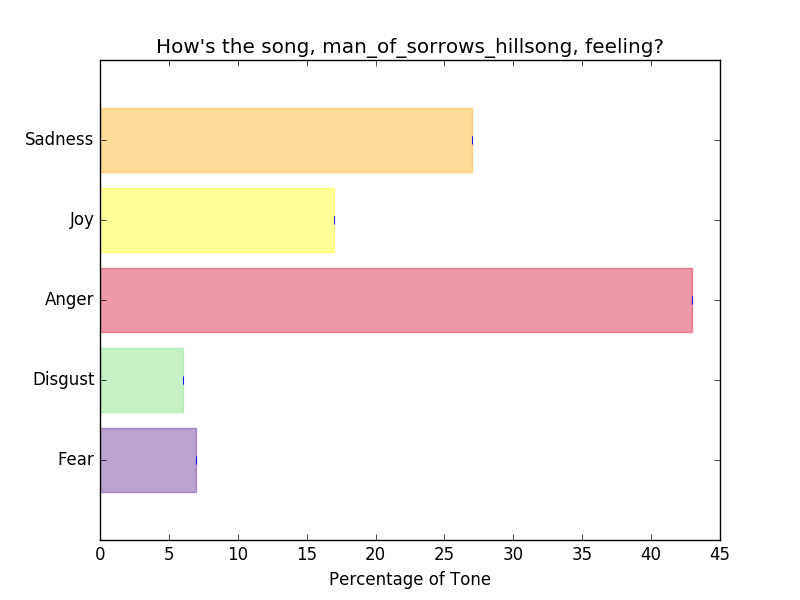 How's the song, man_of_sorrows_hillsong, feeling?
Sadness
Joy
Anger
Disgust
Fear
0 5 10 15 20 25 30 35 40 45
Percentage of Tone